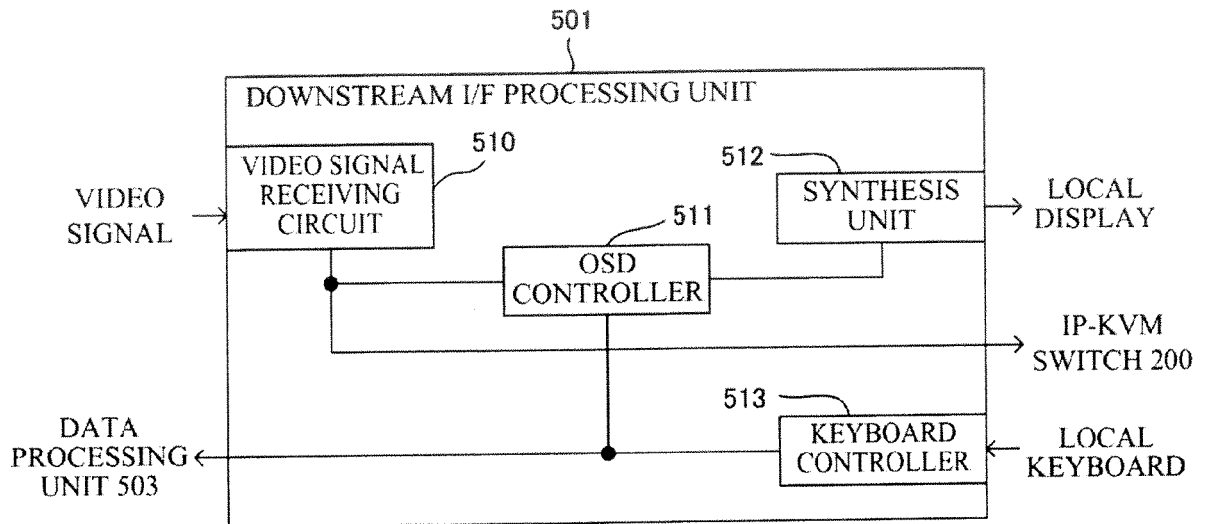 501
DOWNSTREAM I/F PROCESSING UNIT
VIDEO SIGNAL
RECEIVING
CIRCUIT
510
512
SYNTHESIS
UNIT
VIDEO
SIGNAL
LOCAL
DISPLAY
511
OSD
CONTROLLER
IP-KVM
SWITCH 200
513
KEYBOARD
CONTROLLER
DATA
PROCESSING
UNIT 503
LOCAL
KEYBOARD